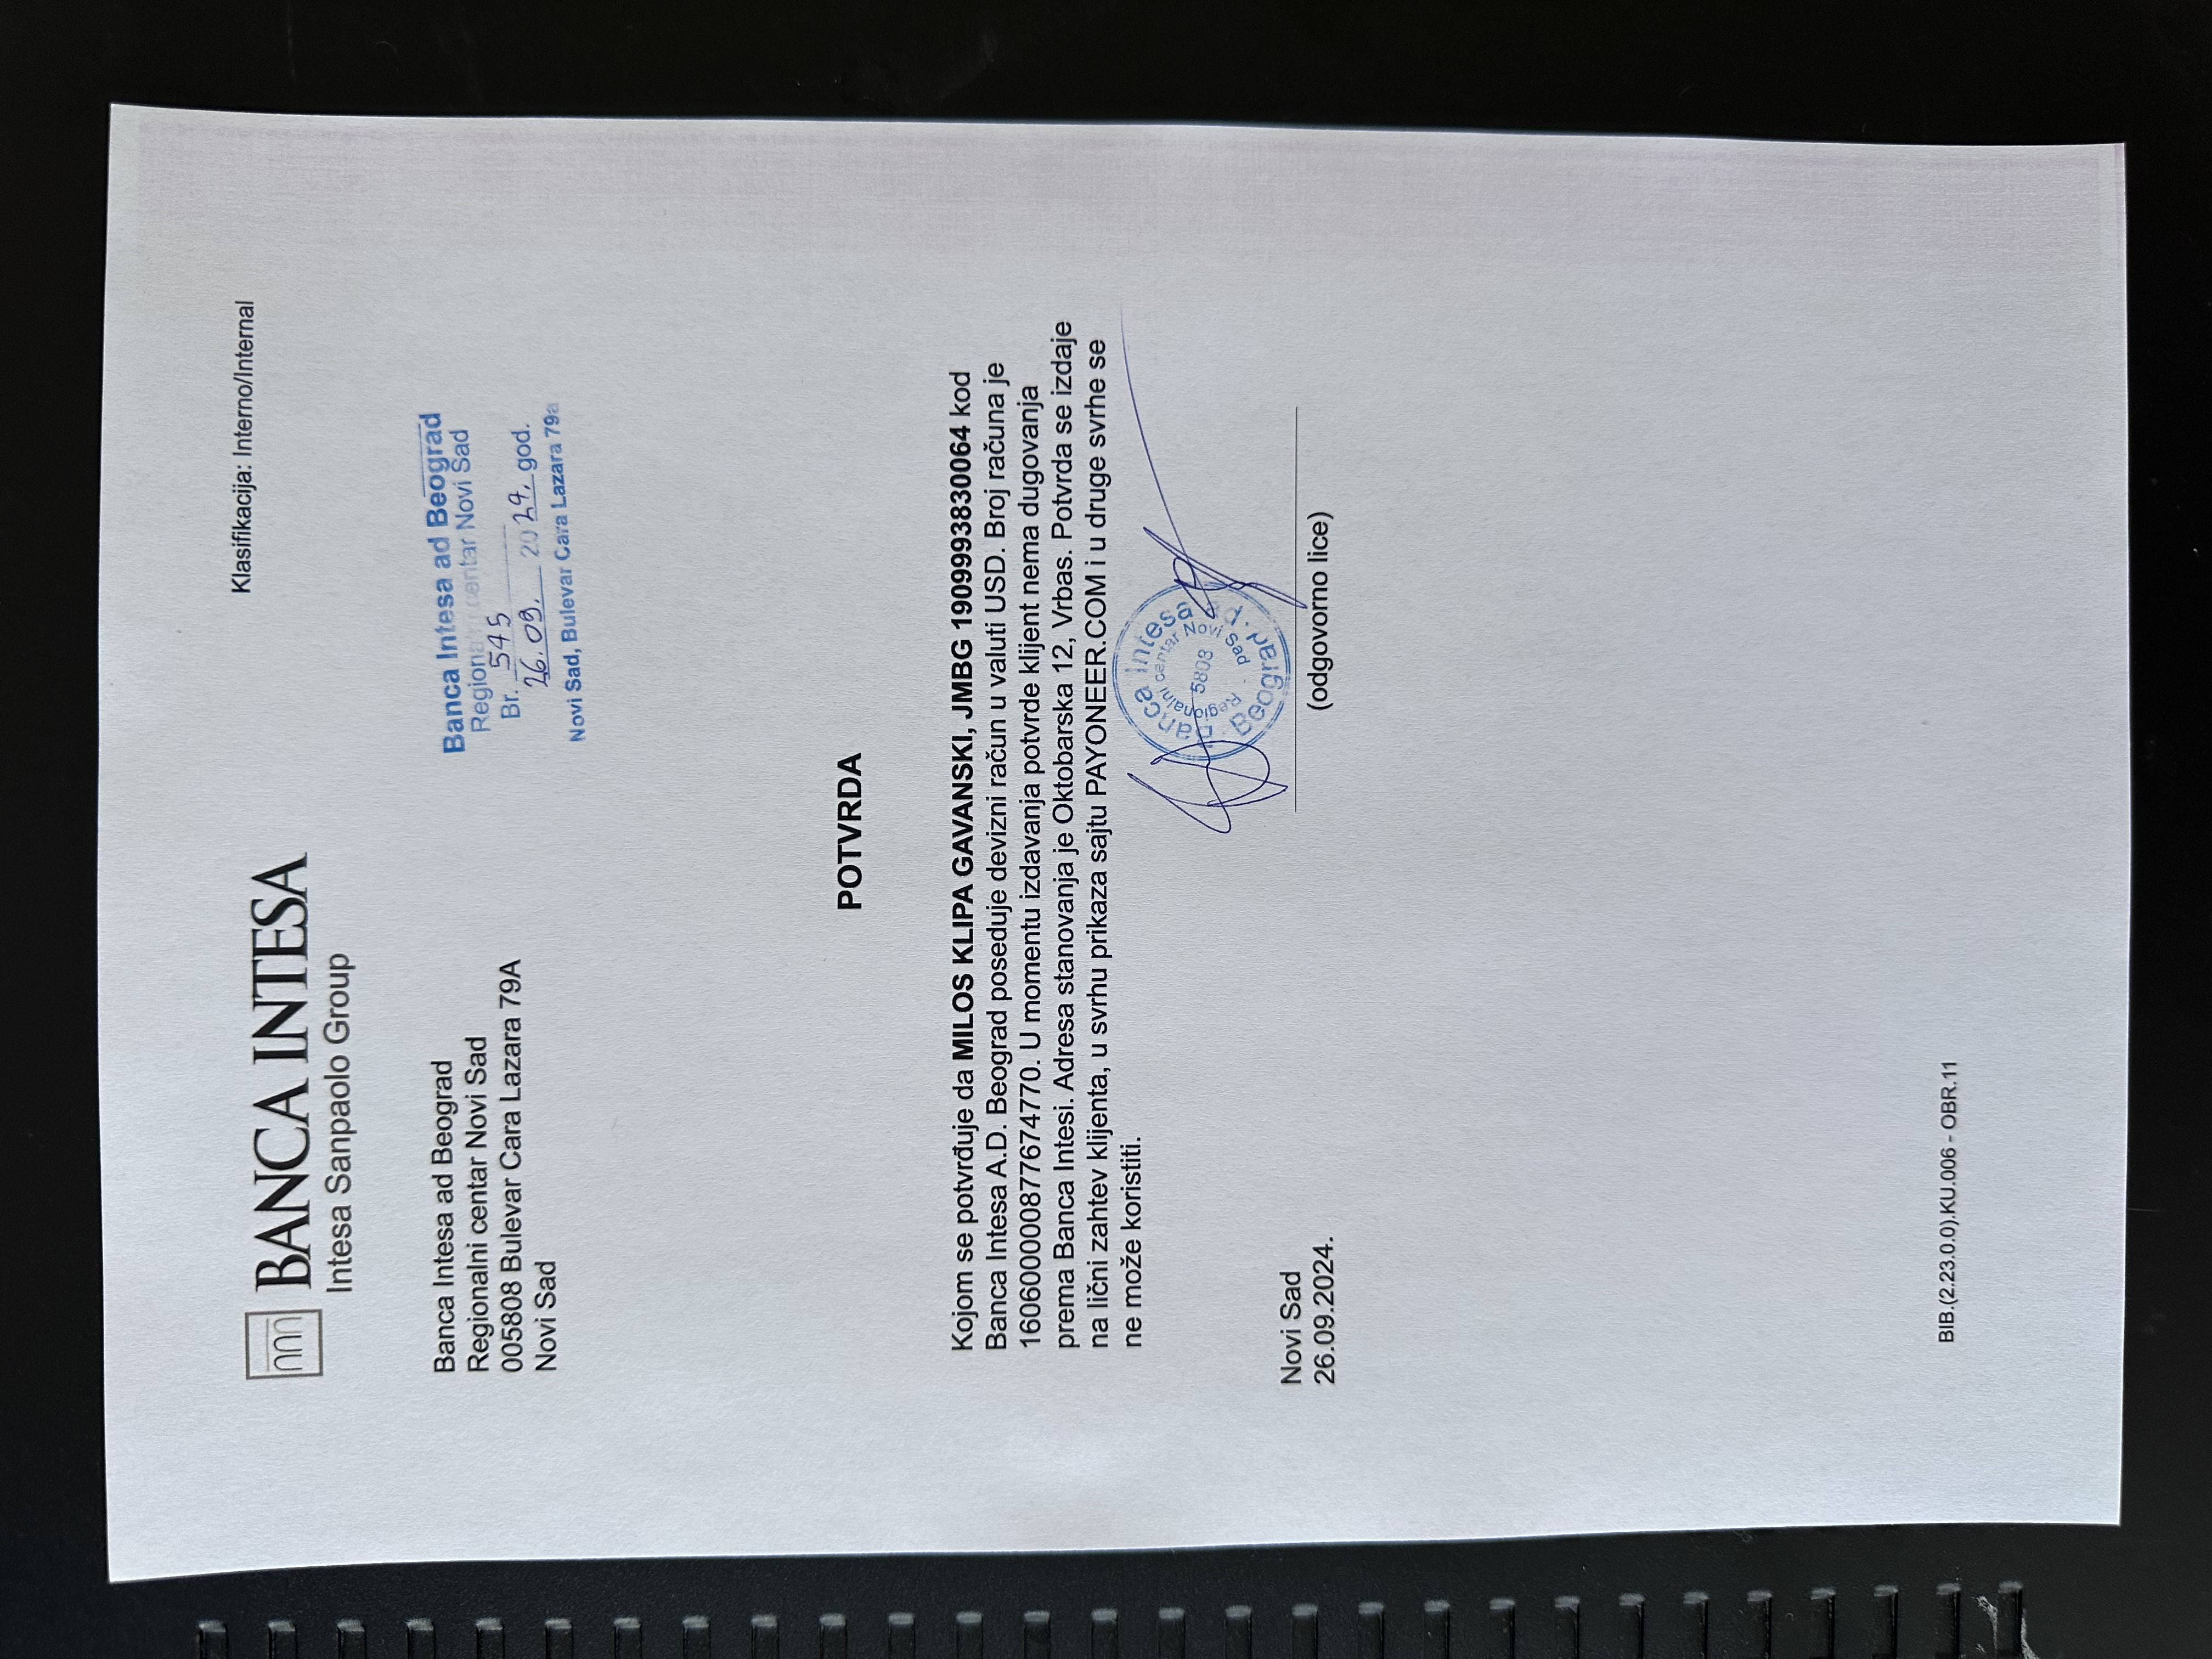 Klasifikacija: Interno/Internal
BANCA INTESA
Intesa Sanpaolo Group
Banca Intesa ad Beograd
Regionalni centar Novi Sad
005808 Bulevar Cara Lazara 79A
Novi Sad
Banca Intesa ad Beograd
Regionalni centar Novi Sad
Br. 545
26.09. 2024. god.
Novi Sad, Bulevar Cara Lazara 79a
POTVRDA
Kojom se potvrđuje da MILOS KLIPA GAVANSKI, JMBG 1909993830064 kod
Banca Intesa A.D. Beograd poseduje devizni račun u valuti USD. Broj računa je
160600000877674770. U momentu izdavanja potvrde klijent nema dugovanja
prema Banca Intesi. Adresa stanovanja je Oktobarska 12, Vrbas. Potvrda se izdaje
na lični zahtev klijenta, u svrhu prikaza sajtu PAYONEER.COM i u druge svrhe se
ne može koristiti.
Banca Intesa ad
Beograd
Regionalni centar Novi Sad
5808
Novi Sad
26.09.2024.
(odgovorno lice)
BIB.(2.23.0.0).KU.006 - OBR.11